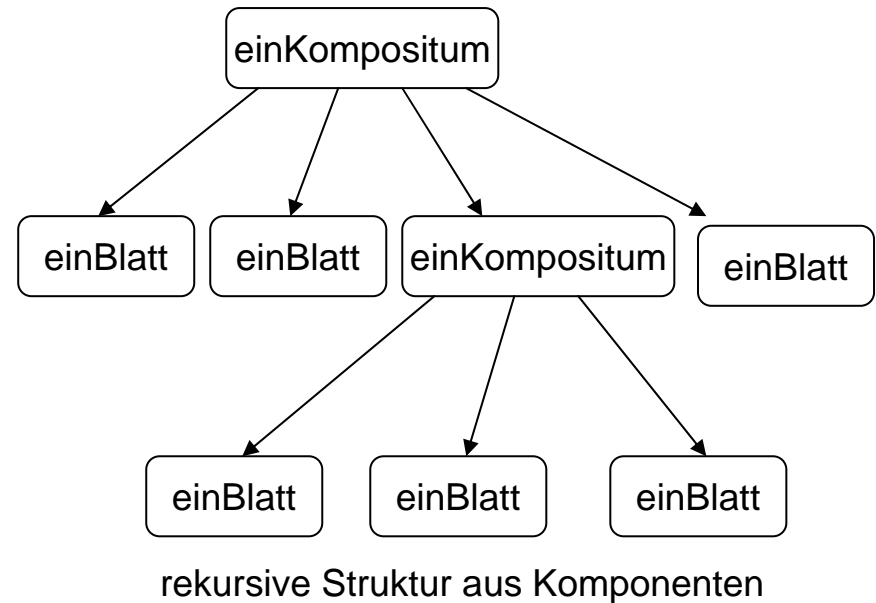 einKompositum
einBlatt einBlatt einKompositum einBlatt
einBlatt einBlatt einBlatt
rekursive Struktur aus Komponenten